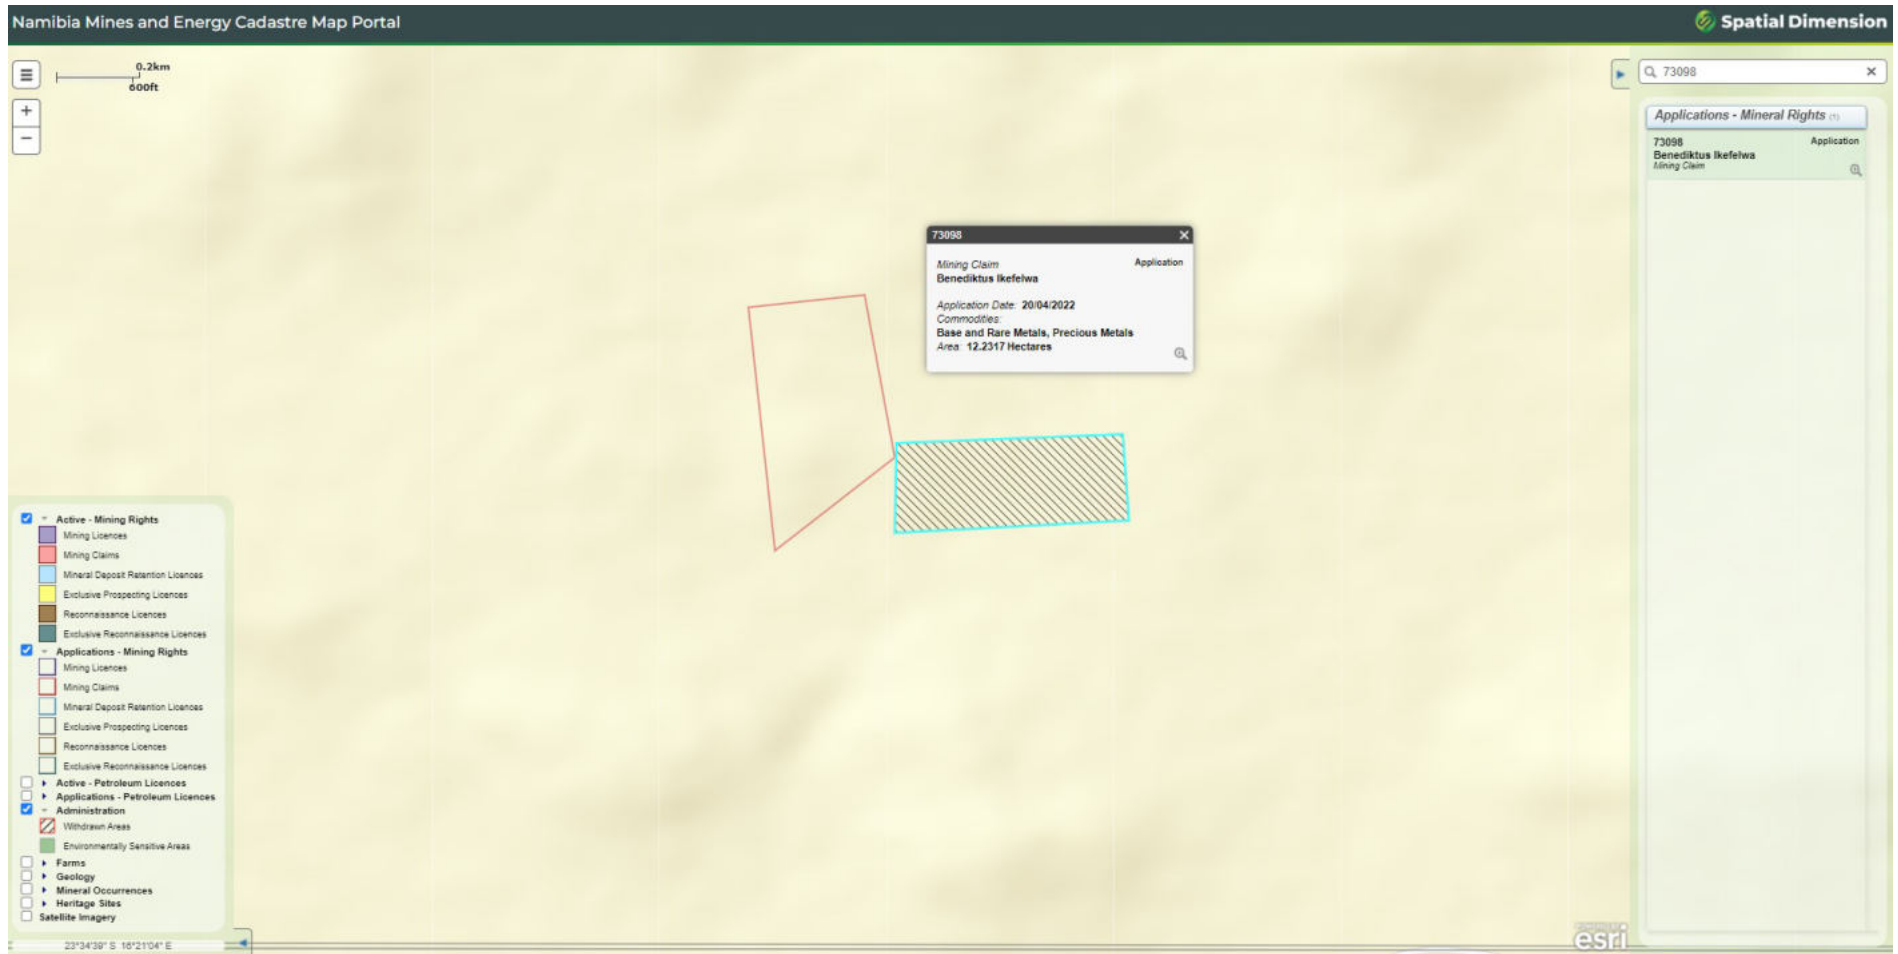 Namibia Mines and Energy Cadastre Map Portal
Spatial Dimension
0.2km
600ft
+
−
73098
Applications - Mineral Rights (1)
73098 Application
Benediktus Ikefelwa
Mining Claim
73098
Mining Claim Application
Benediktus Ikefelwa
Application Date: 20/04/2022
Commodities:
Base and Rare Metals, Precious Metals
Area: 12.2317 Hectares
Active - Mining Rights
Mining Licences
Mining Claims
Mineral Deposit Retention Licences
Exclusive Prospecting Licences
Reconnaissance Licences
Exclusive Reconnaissance Licences
Applications - Mining Rights
Mining Licences
Mining Claims
Mineral Deposit Retention Licences
Exclusive Prospecting Licences
Reconnaissance Licences
Exclusive Reconnaissance Licences
Active - Petroleum Licences
Applications - Petroleum Licences
Administration
Withdrawn Areas
Environmentally Sensitive Areas
Farms
Geology
Mineral Occurrences
Heritage Sites
Satellite Imagery
23°34'39" S 16°21'04" E
esri